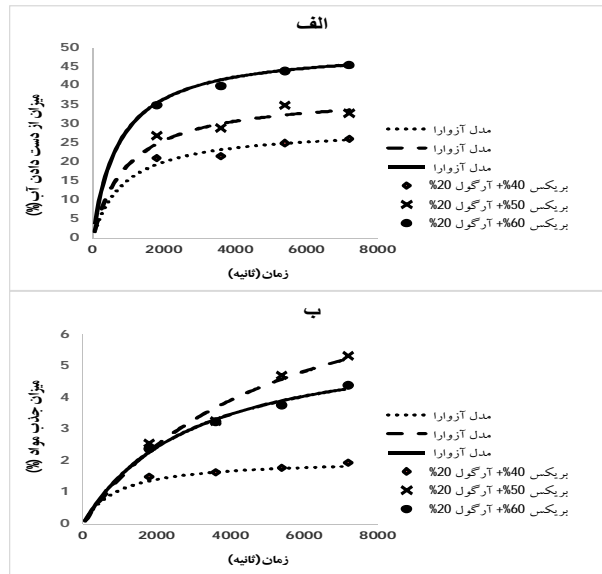 الف
50
45
40
35
30
25
20
15
10
5
0
0 2000 4000 6000 8000
میزان از دست دادن آب (%)
زمان (ثانیه)
مدل آزوارا
مدل آزوارا
مدل آزوارا
بریکس 40%+ آرگول 20%
بریکس 50%+ آرگول 20%
بریکس 60%+ آرگول 20%
ب
6
5
4
3
2
1
0
0 2000 4000 6000 8000
میزان جذب مواد (%)
زمان (ثانیه)
مدل آزوارا
مدل آزوارا
مدل آزوارا
بریکس 40%+ آرگول 20%
بریکس 50%+ آرگول 20%
بریکس 60%+ آرگول 20%